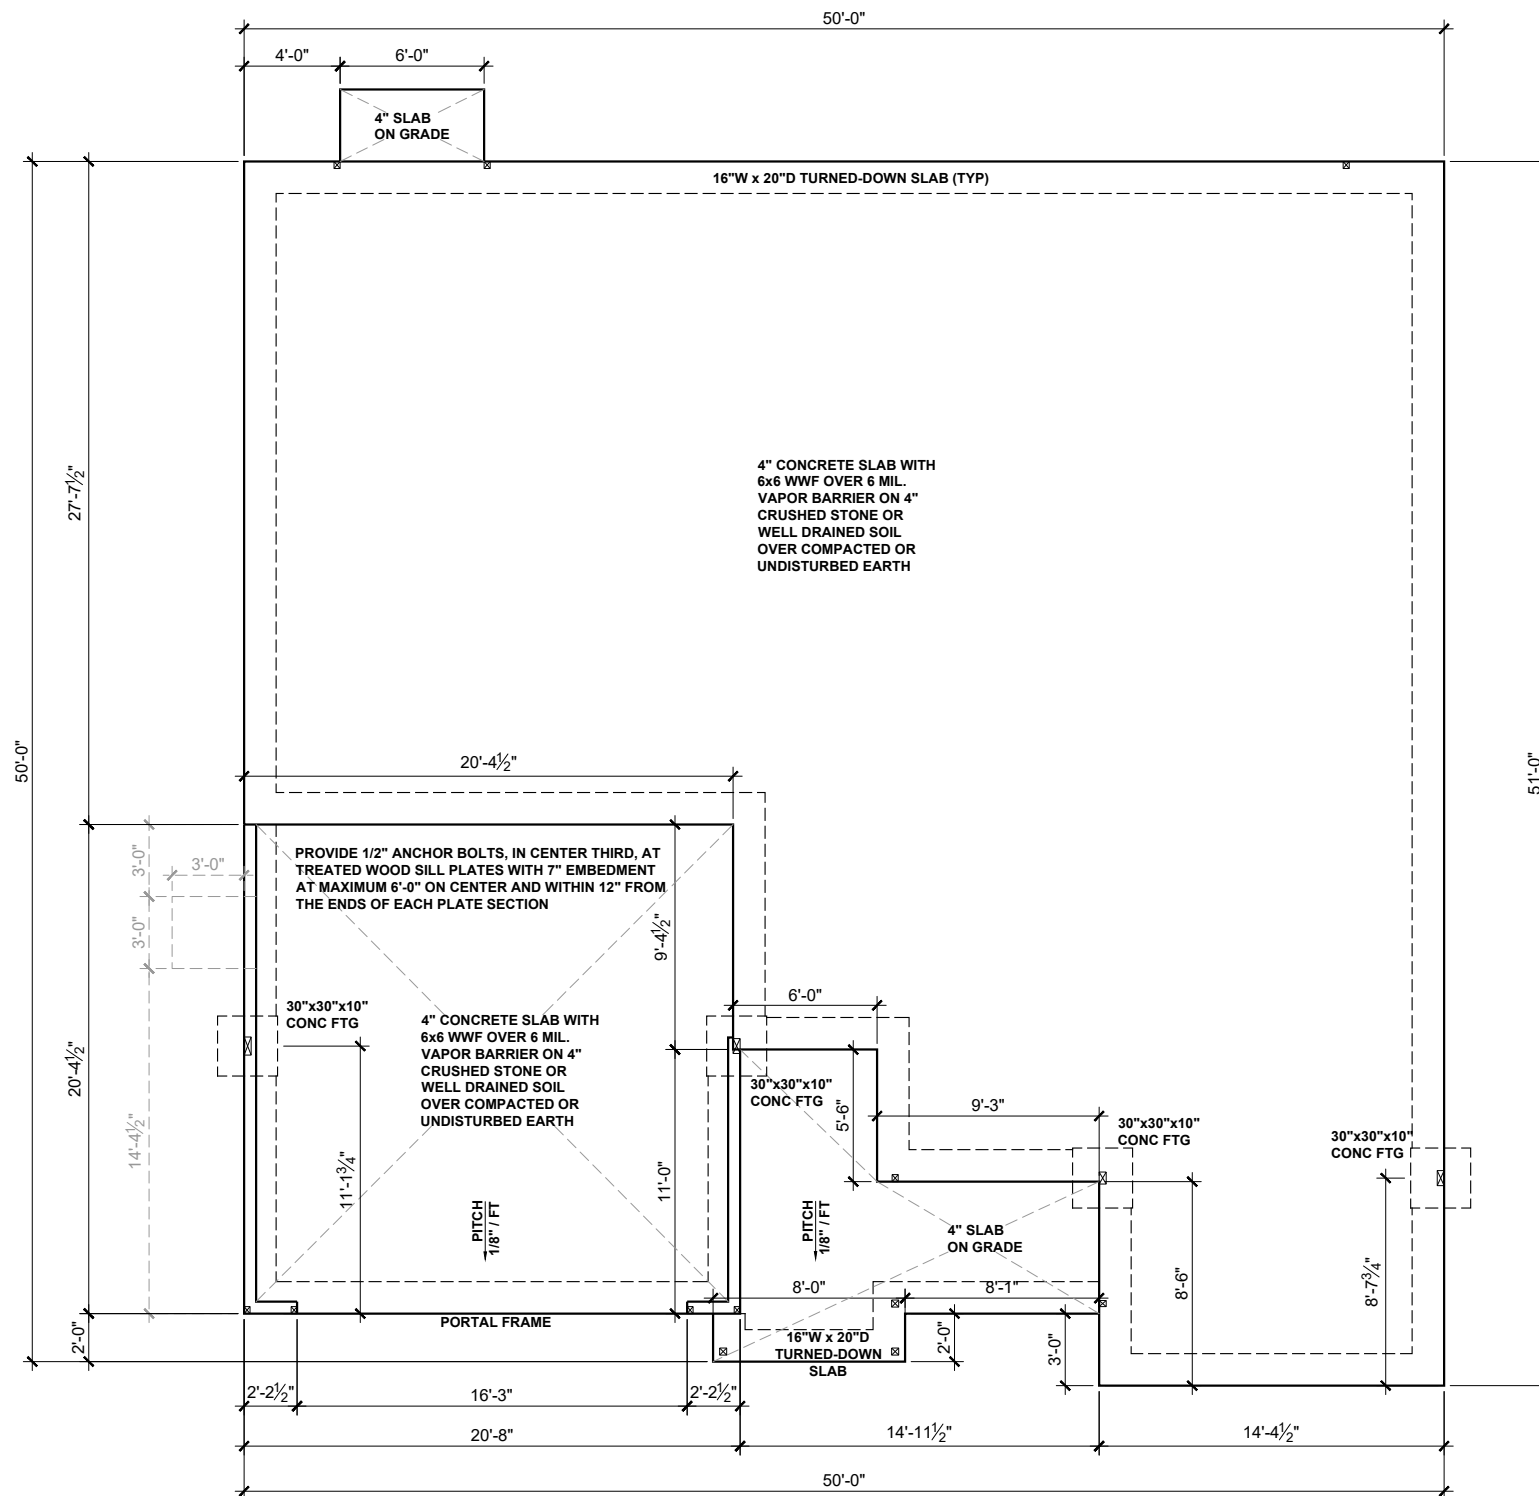 50'-0"
4'-0"
6'-0"
4" SLAB
ON GRADE
16"W x 20"D TURNED-DOWN SLAB (TYP)
27'-7½"
50'-0"
51'-0"
4" CONCRETE SLAB WITH
6x6 WWF OVER 6 MIL.
VAPOR BARRIER ON 4"
CRUSHED STONE OR
WELL DRAINED SOIL
OVER COMPACTED OR
UNDISTURBED EARTH
20'-4½"
PROVIDE 1/2" ANCHOR BOLTS, IN CENTER THIRD, AT
TREATED WOOD SILL PLATES WITH 7" EMBEDMENT
AT MAXIMUM 6'-0" ON CENTER AND WITHIN 12" FROM
THE ENDS OF EACH PLATE SECTION
3'-0"
3'-0"
3'-0"
9'-4½"
20'-4½"
14'-4½"
30"x30"x10"
CONC FTG
4" CONCRETE SLAB WITH
6x6 WWF OVER 6 MIL.
VAPOR BARRIER ON 4"
CRUSHED STONE OR
WELL DRAINED SOIL
OVER COMPACTED OR
UNDISTURBED EARTH
6'-0"
30"x30"x10"
CONC FTG
5'-6"
9'-3"
30"x30"x10"
CONC FTG
30"x30"x10"
CONC FTG
11'-1¾"
11'-0"
PITCH
1/8" / FT
PITCH
1/8" / FT
4" SLAB
ON GRADE
8'-0"
8'-1"
8'-6"
8'-7¾"
2'-0"
PORTAL FRAME
16"W x 20"D
TURNED-DOWN
SLAB
2'-0"
3'-0"
2'-2½"
16'-3"
2'-2½"
20'-8"
14'-11½"
14'-4½"
50'-0"